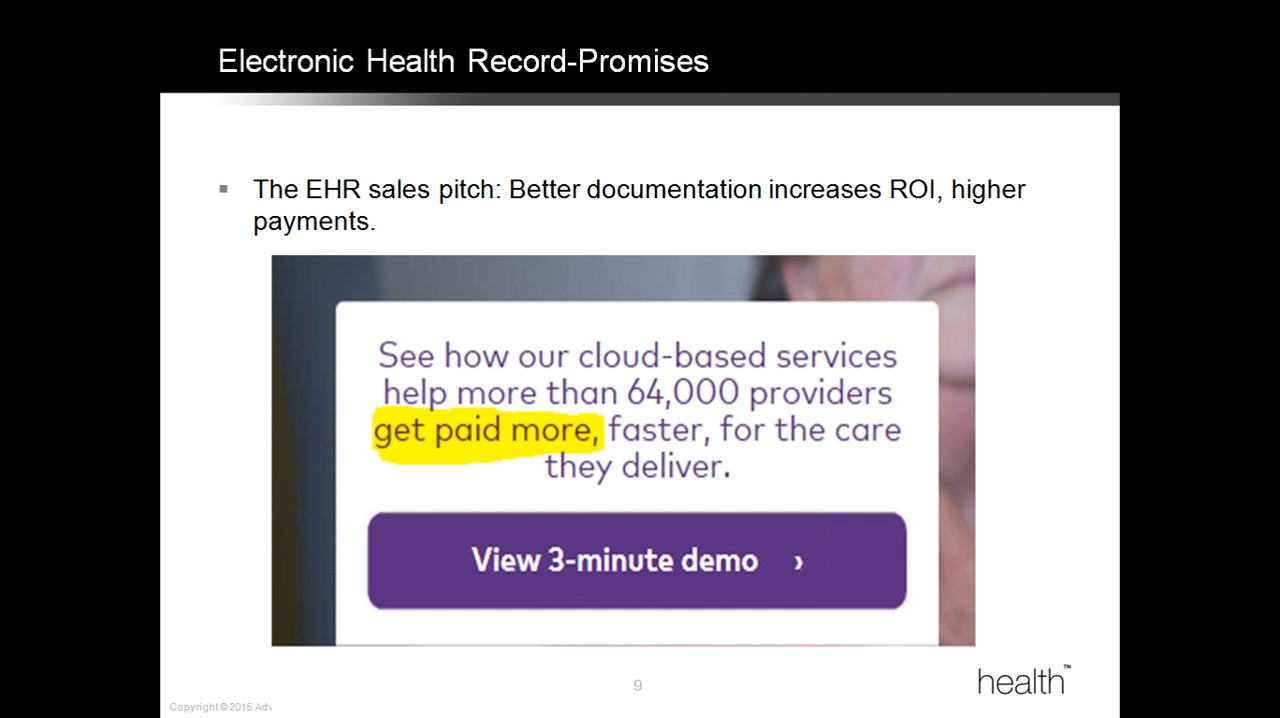 Electronic Health Record-Promises
The EHR sales pitch: Better documentation increases ROI, higher
payments.
See how our cloud-based services
help more than 64,000 providers
get paid more, faster, for the care
they deliver.
View 3-minute demo ›
9
health™
Copyright©2015 Adv